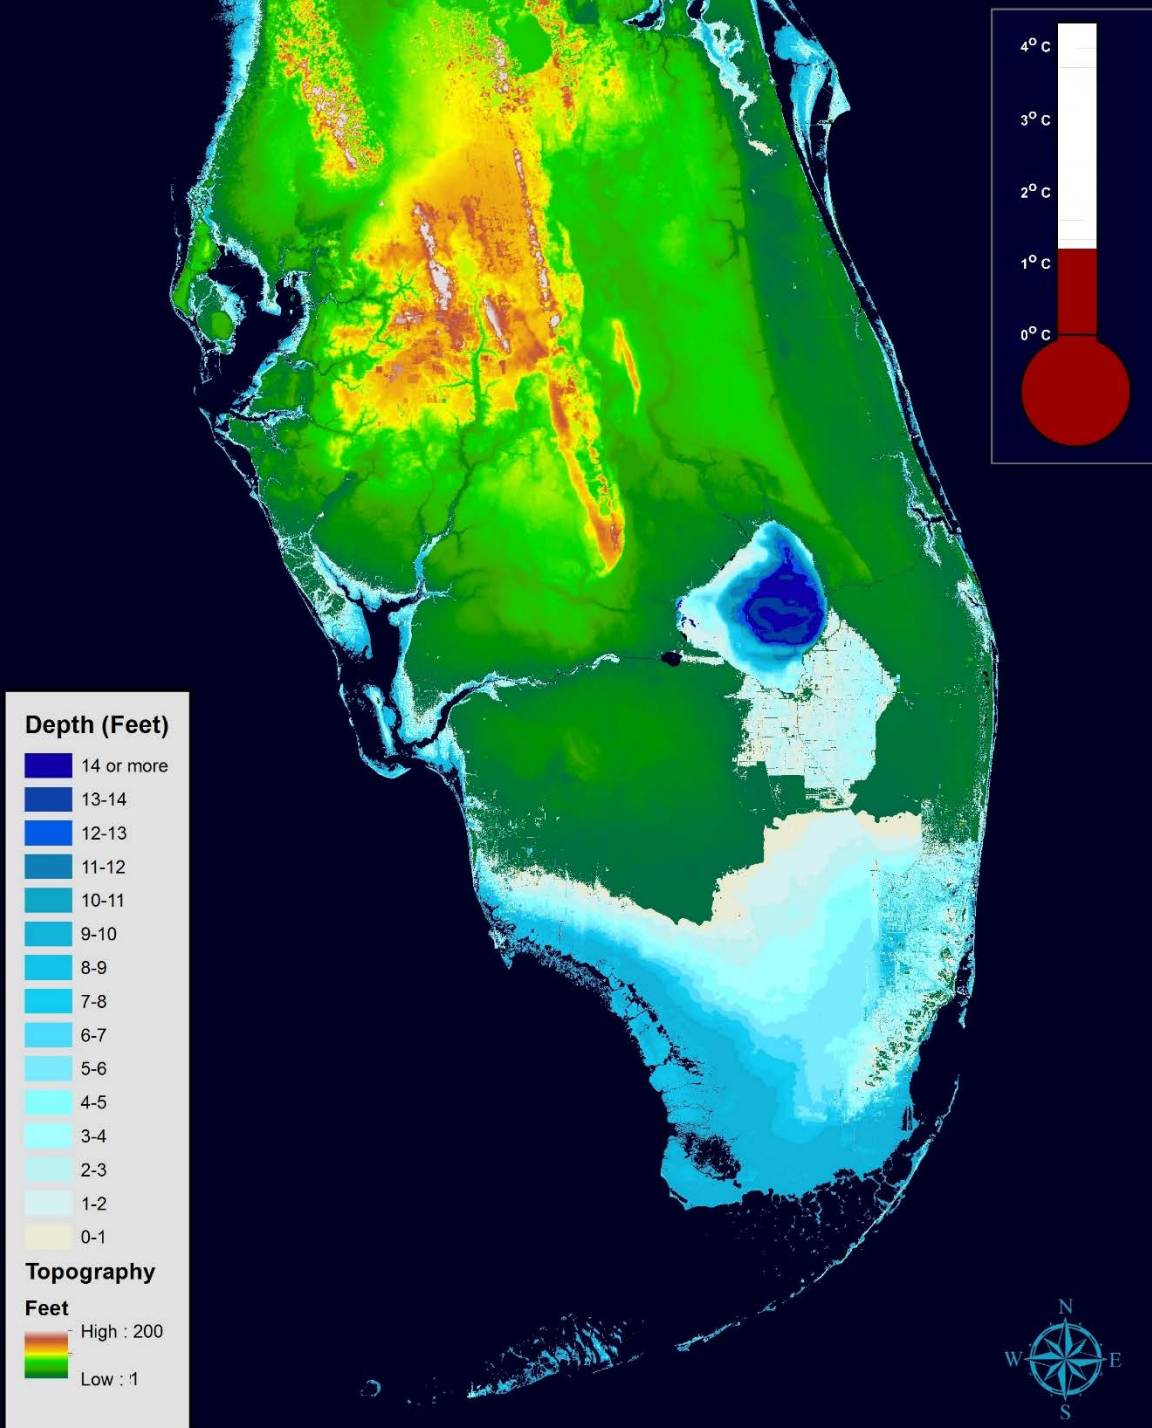 4° C
3° C
2° C
1° C
0° C
Depth (Feet)
14 or more
13-14
12-13
11-12
10-11
9-10
8-9
7-8
6-7
5-6
4-5
3-4
2-3
1-2
0-1
Topography
Feet
High : 200
Low : 1
N
W E
S